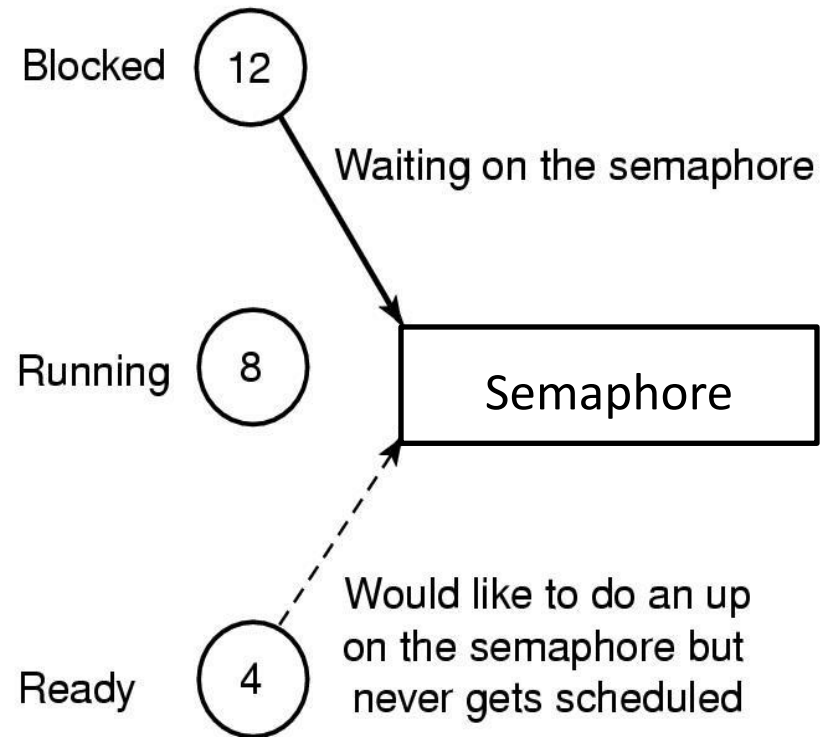 Blocked
12
Waiting on the semaphore
Running
8
Semaphore
Would like to do an up
on the semaphore but
never gets scheduled
Ready
4